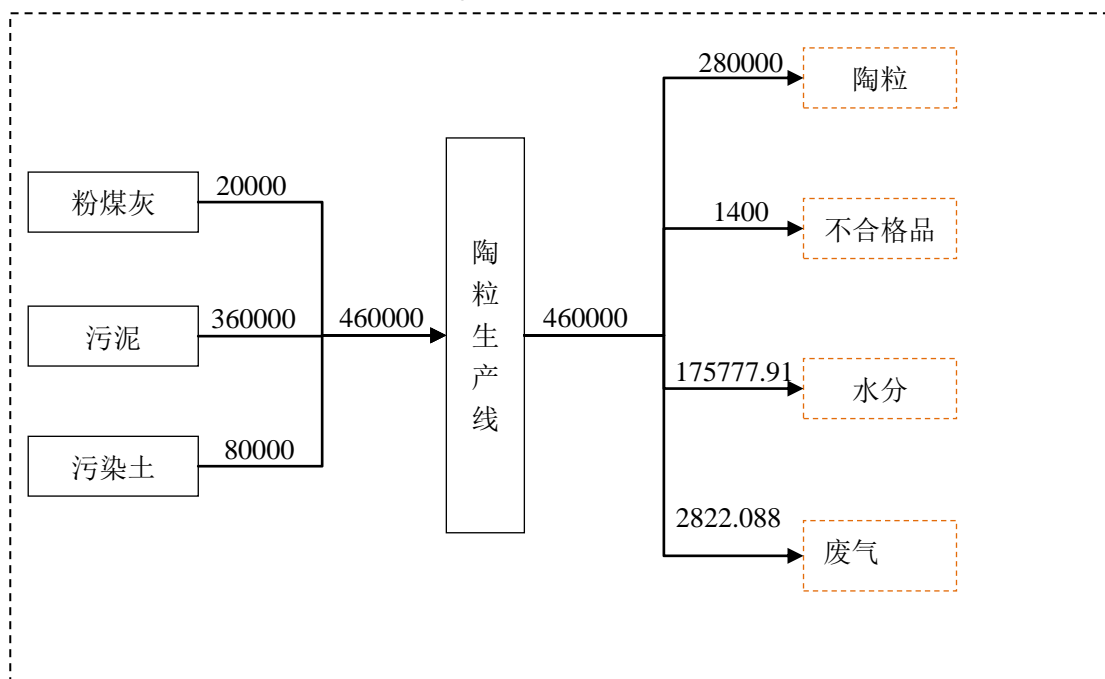 280000
陶粒
粉煤灰
20000
1400
不合格品
污泥
360000
460000
陶粒生产线
460000
175777.91
水分
污染土
80000
2822.088
废气